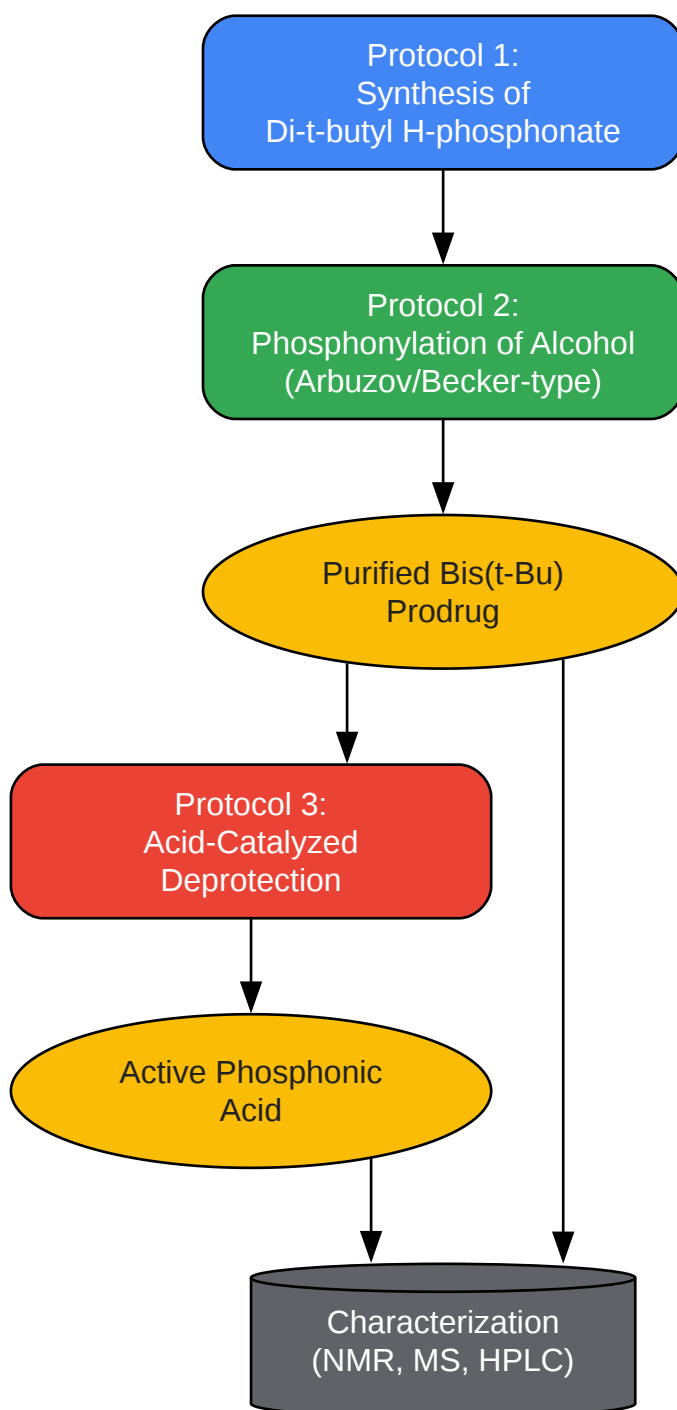 Protocol 1:
Synthesis of
Di-t-butyl H-phosphonate
Protocol 2:
Phosphonylation of Alcohol
(Arbuzov/Becker-type)
Purified Bis(t-Bu)
Prodrug
Protocol 3:
Acid-Catalyzed
Deprotection
Active Phosphonic
Acid
Characterization
(NMR, MS, HPLC)